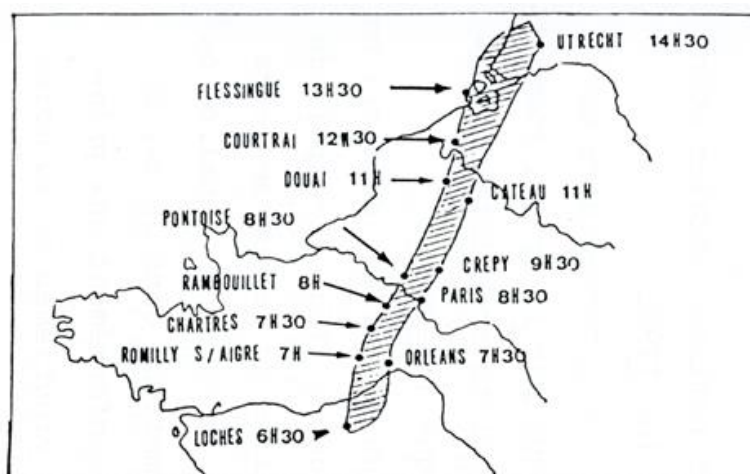 UTRECHT 14H30
FLESSINGUE 13H30
COURTRAI 12H30
DOUAI 11H
CATEAU 11H
PONTOISE 8H30
CREPY 9H30
RAMBOUILLET 8H
PARIS 8H30
CHARTRES 7H30
ROMILLY S/AIGRE 7H
ORLEANS 7H30
LOCHES 6H30